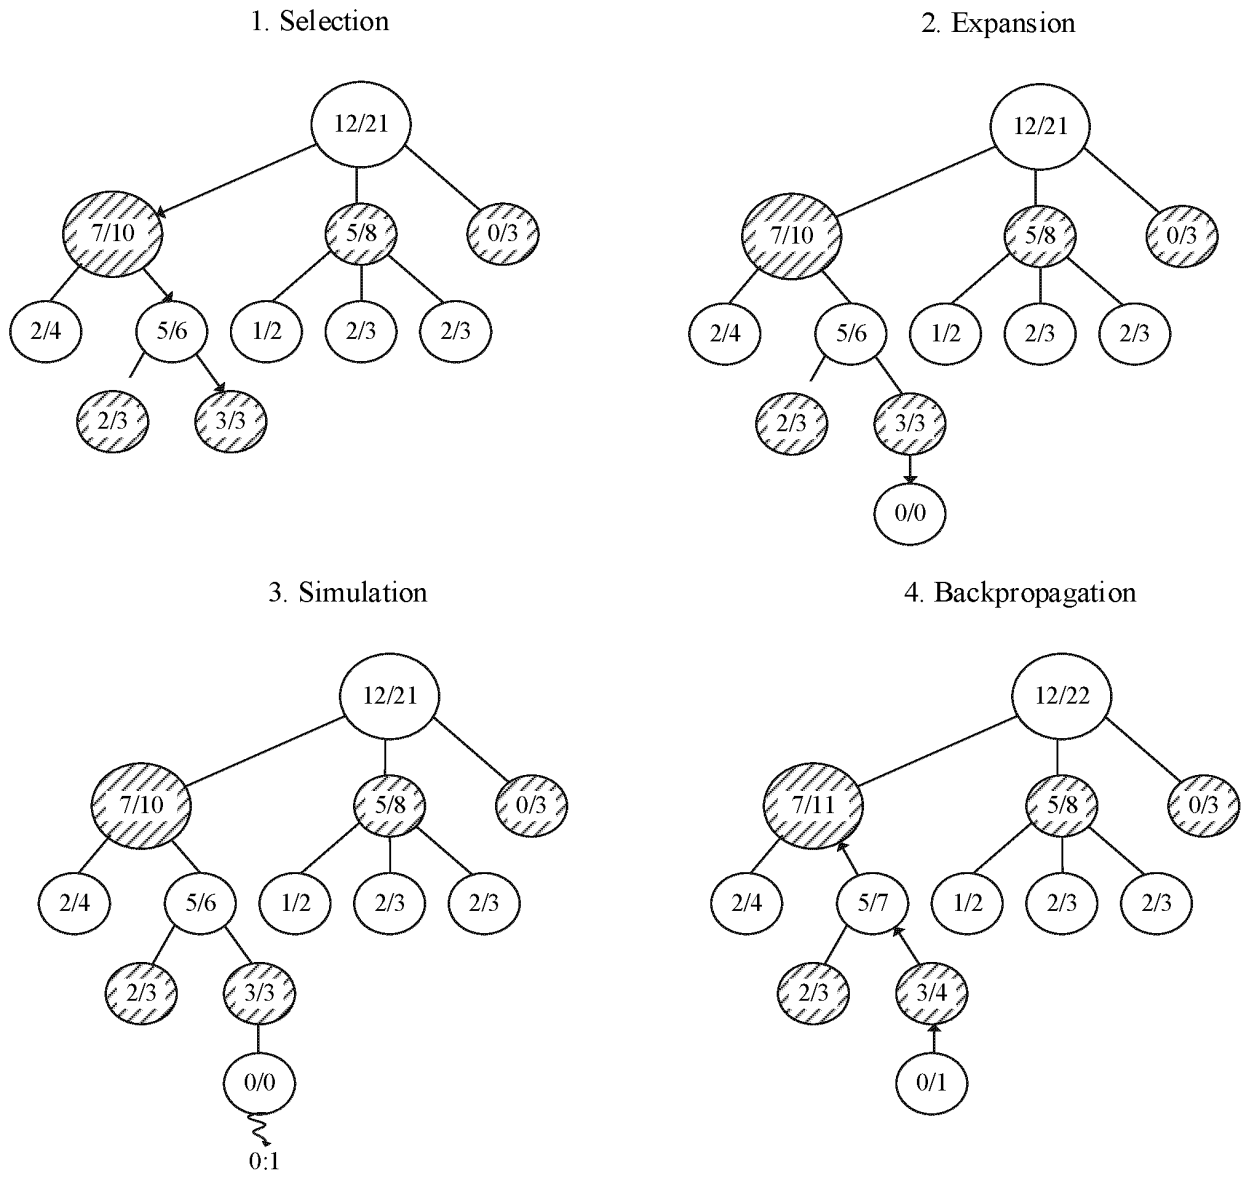 1. Selection
12/21
7/10 5/8 0/3
2/4 5/6 1/2 2/3 2/3
2/3 3/3
2. Expansion
12/21
7/10 5/8 0/3
2/4 5/6 1/2 2/3 2/3
2/3 3/3
0/0
3. Simulation
12/21
7/10 5/8 0/3
2/4 5/6 1/2 2/3 2/3
2/3 3/3
0/0
0:1
4. Backpropagation
12/22
7/11 5/8 0/3
2/4 5/7 1/2 2/3 2/3
2/3 3/4
0/1